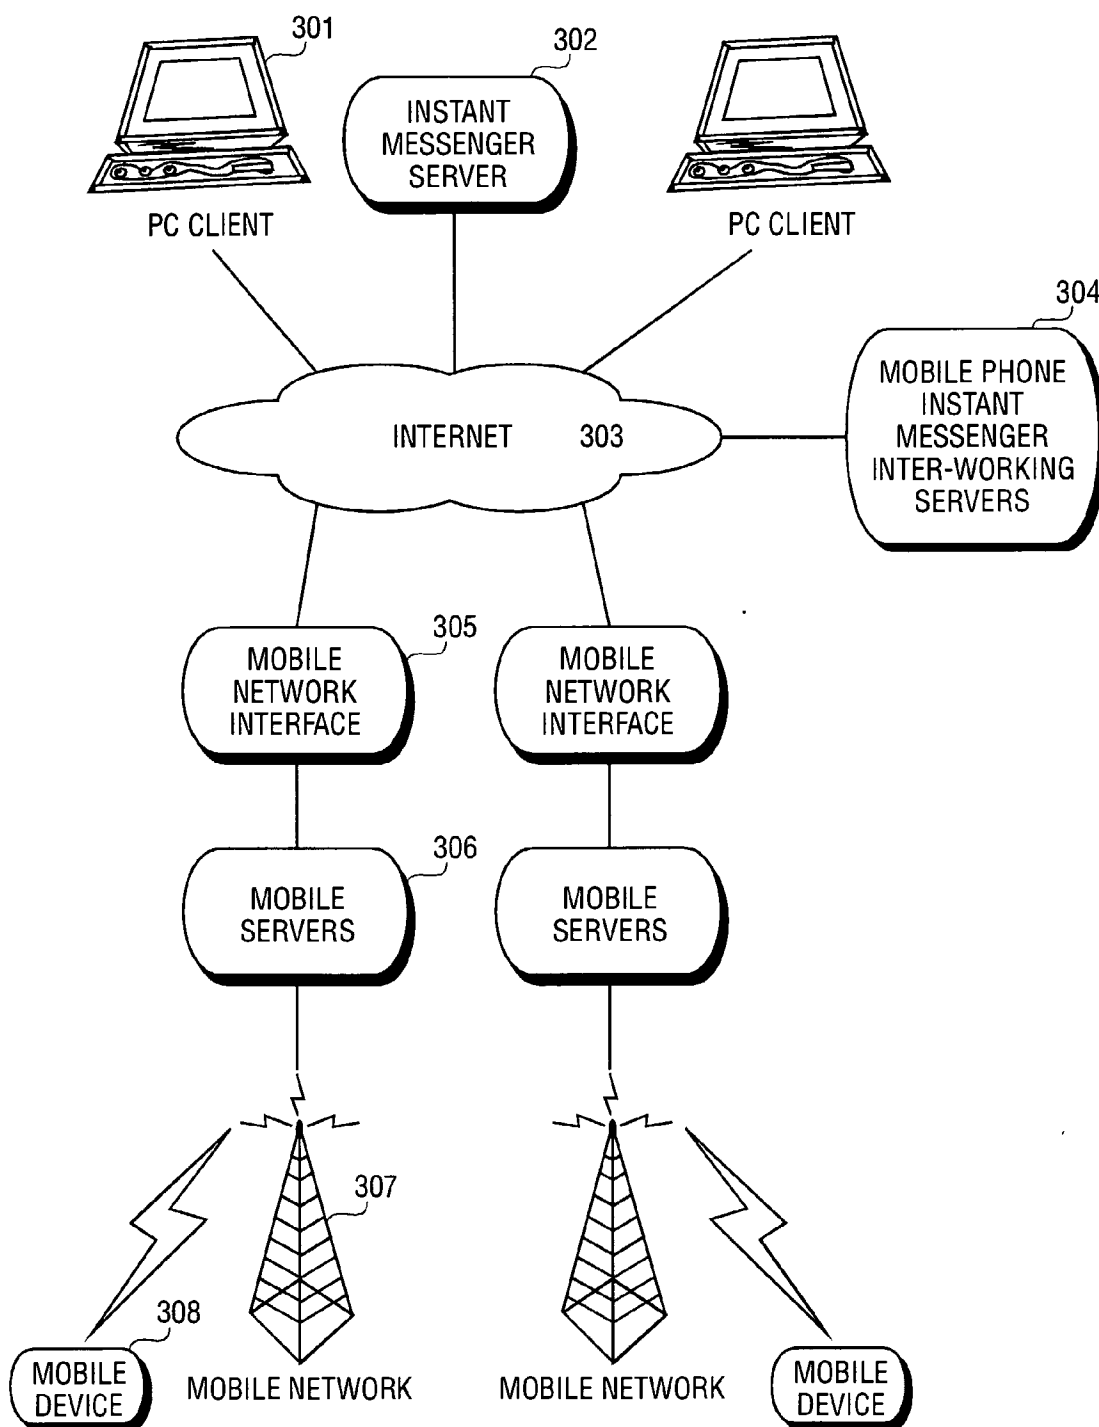 301
302
INSTANT
MESSENGER
SERVER
PC CLIENT
PC CLIENT
304
MOBILE PHONE
INSTANT
MESSENGER
INTER-WORKING
SERVERS
INTERNET 303
305
MOBILE
NETWORK
INTERFACE
MOBILE
NETWORK
INTERFACE
306
MOBILE
SERVERS
MOBILE
SERVERS
307
308
MOBILE
DEVICE
MOBILE NETWORK
MOBILE NETWORK
MOBILE
DEVICE